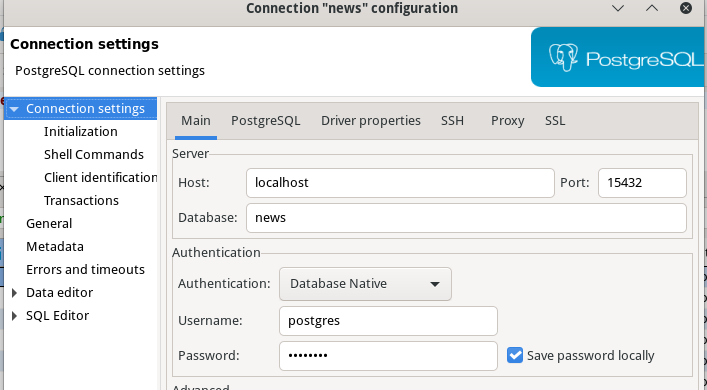 Connection "news" configuration
Connection settings
PostgreSQL connection settings
PostgreSQL
Connection settings
Initialization
Shell Commands
Client identification
Transactions
General
Metadata
Errors and timeouts
Data editor
SQL Editor
Main PostgreSQL Driver properties SSH Proxy SSL
Server
Host: localhost Port: 15432
Database: news
Authentication
Authentication: Database Native
Username: postgres
Password: •••••••• Save password locally
Advanced